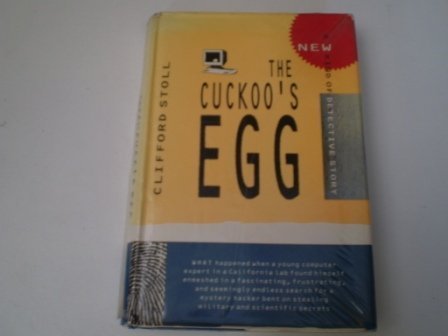 NEW
KIND OF DETECTIVE STORY
THE
CUCKOO'S
EGG
CLIFFORD STOLL
What happened when a young computer
expert in a California lab found himself
enmeshed in a fascinating, frustrating,
and seemingly endless search for a
mystery hacker bent on stealing
military and scientific secrets